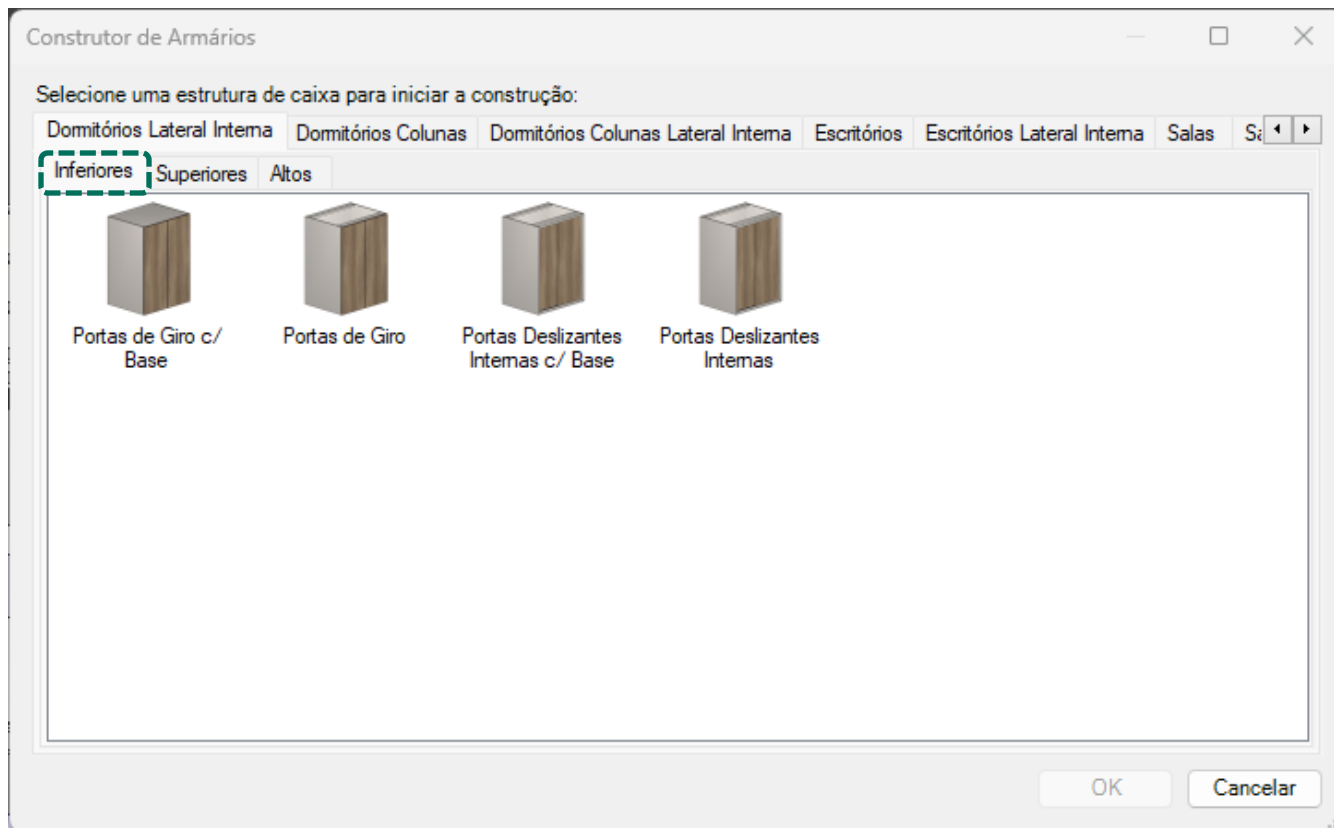 Construtor de Armários
Selecione uma estrutura de caixa para iniciar a construção:
Dormitórios Lateral Interna Dormitórios Colunas Dormitórios Colunas Lateral Interna Escritórios Escritórios Lateral Interna Salas
Inferiores Superiores Altos
Portas de Giro c/
Base
Portas de Giro
Portas Deslizantes
Internas c/ Base
Portas Deslizantes
Internas
OK Cancelar